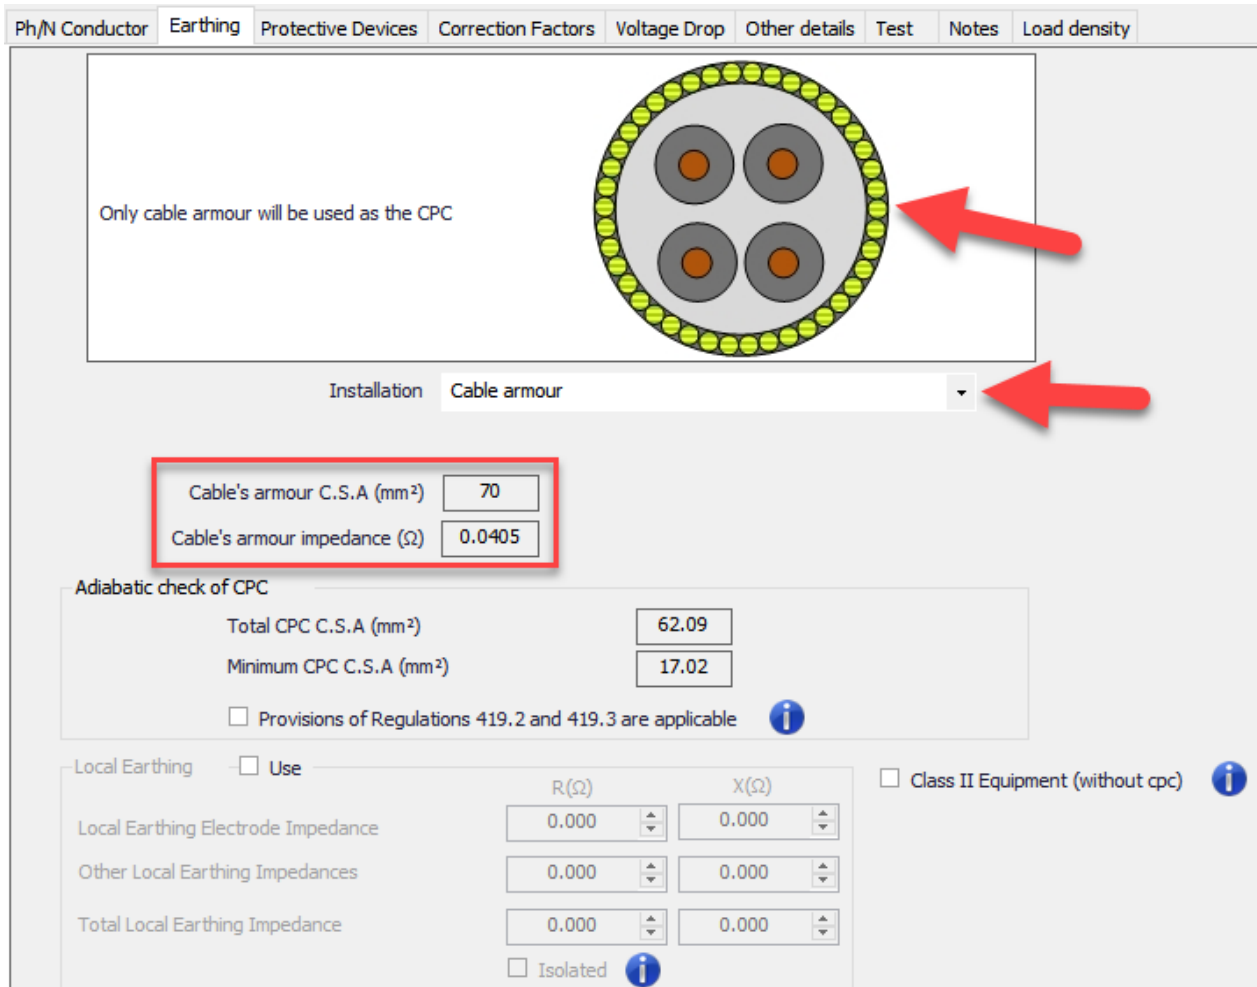 Ph/N Conductor Earthing Protective Devices Correction Factors Voltage Drop Other details Test Notes Load density
Only cable armour will be used as the CPC
Installation Cable armour
Cable's armour C.S.A (mm²) 70
Cable's armour impedance (Ω) 0.0405
Adiabatic check of CPC
Total CPC C.S.A (mm²) 62.09
Minimum CPC C.S.A (mm²) 17.02
Provisions of Regulations 419.2 and 419.3 are applicable i
Local Earthing Use
Class II Equipment (without cpc) i
R(Ω) X(Ω)
Local Earthing Electrode Impedance 0.000 0.000
Other Local Earthing Impedances 0.000 0.000
Total Local Earthing Impedance 0.000 0.000
Isolated i